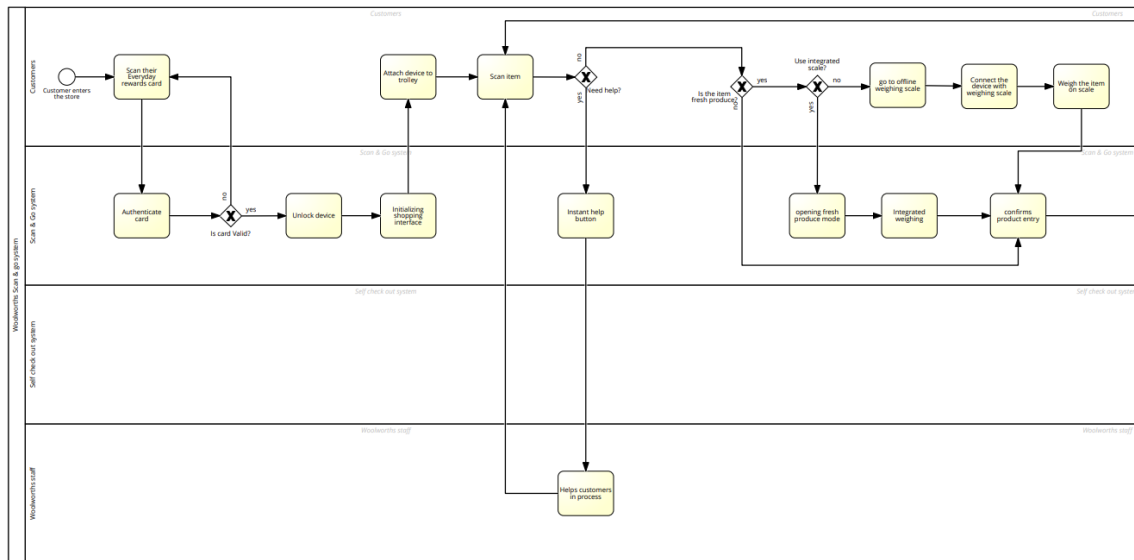 Customers
Customers
Customers
Scan their
Everyday
rewards card
Customer enters
the store
Attach device to
trolley
Scan item
no
Need help?
yes
Is the item
fresh produce?
yes
no
Use integrated
scale?
no
yes
go to offline
weighing scale
Connect the
device with
weighing scale
Weigh the item
on scale
Woolworths Scan & go system
Scan & Go system
Scan & Go system
Scan & Go system
Authenticate
card
no
yes
Is card Valid?
Unlock device
Initializing
shopping
interface
Instant help
button
opening fresh
produce mode
Integrated
weighing
confirms
product entry
Self check out system
Self check out system
Self check out system
Woolworths staff
Woolworths staff
Woolworths staff
Helps customers
in process